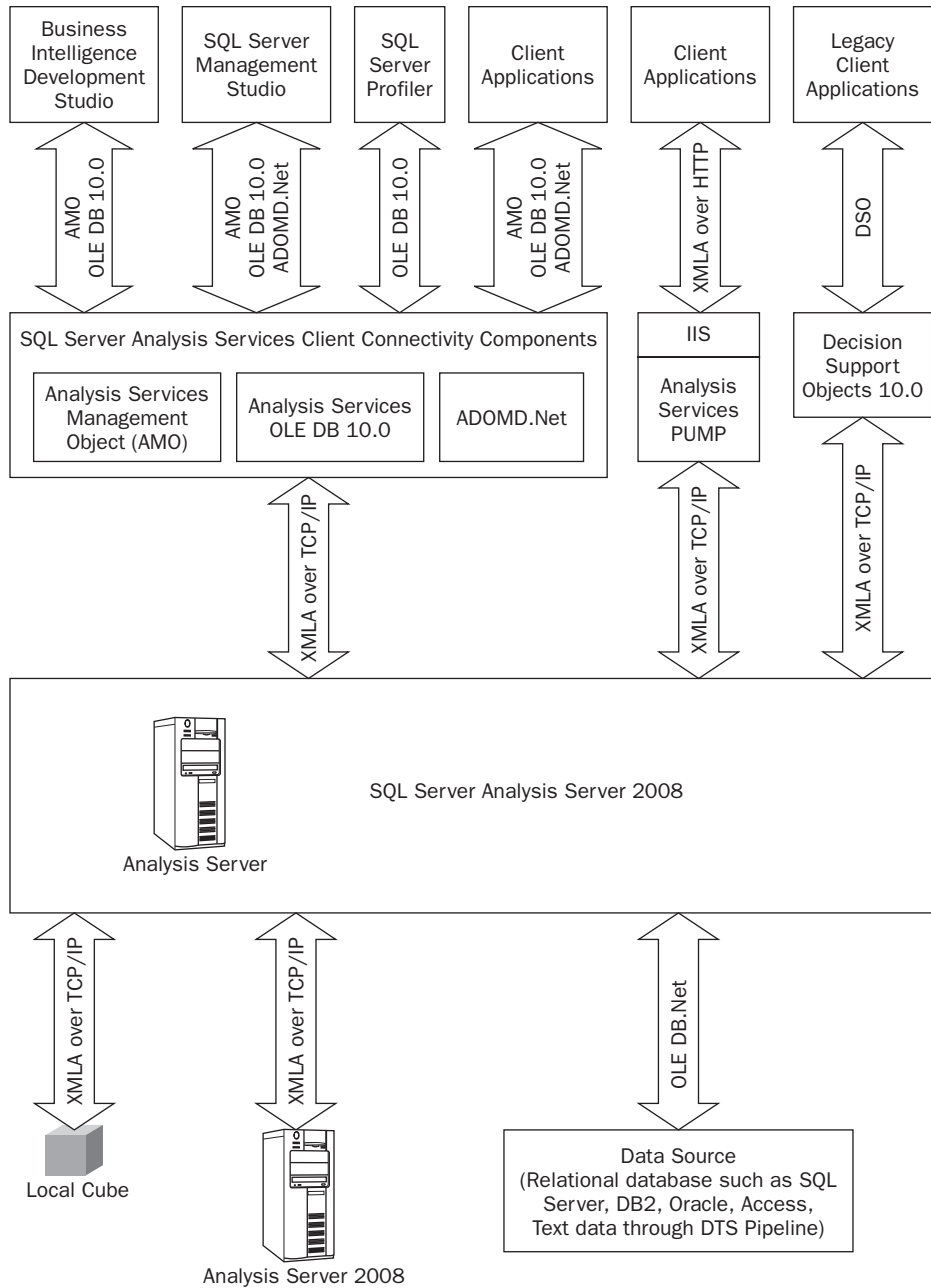 Business
Intelligence
Development
Studio
SQL Server
Management
Studio
SQL
Server
Profiler
Client
Applications
Client
Applications
Legacy
Client
Applications
AMO
OLE DB 10.0
AMO
OLE DB 10.0
ADOMD.Net
OLE DB 10.0
AMO
OLE DB 10.0
ADOMD.Net
XMLA over HTTP
DSO
SQL Server Analysis Services Client Connectivity Components
Analysis Services
Management
Object (AMO)
Analysis Services
OLE DB 10.0
ADOMD.Net
IIS
Analysis
Services
PUMP
Decision
Support
Objects 10.0
XMLA over TCP/IP
XMLA over TCP/IP
XMLA over TCP/IP
SQL Server Analysis Server 2008
Analysis Server
XMLA over TCP/IP
XMLA over TCP/IP
OLE DB.Net
Local Cube
Analysis Server 2008
Data Source
(Relational database such as SQL
Server, DB2, Oracle, Access,
Text data through DTS Pipeline)